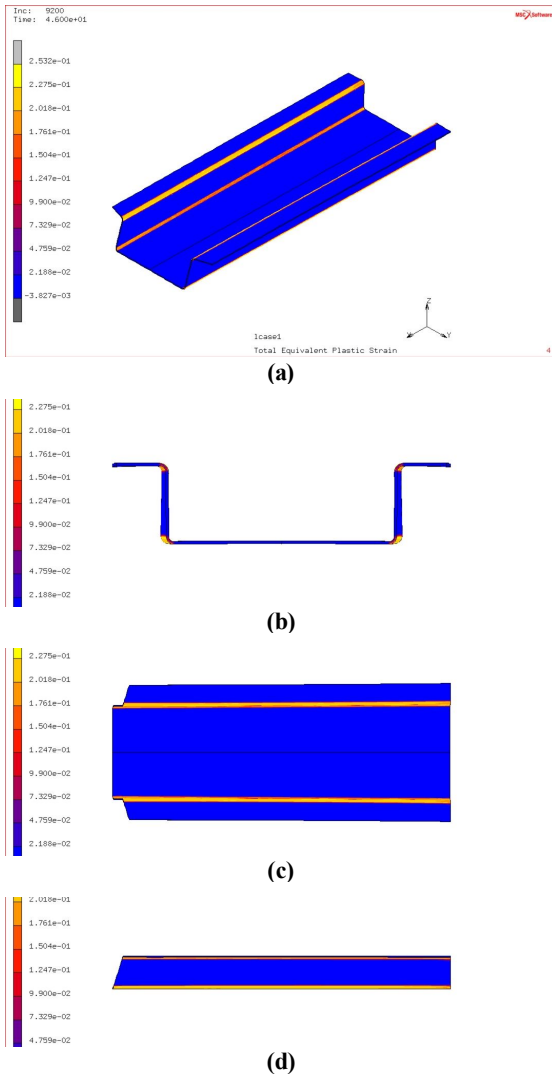 Inc: 9200
Time: 4.600e+01
MSC Software
2.532e-01
2.275e-01
2.018e-01
1.761e-01
1.504e-01
1.247e-01
9.900e-02
7.329e-02
4.759e-02
2.188e-02
-3.827e-03
Z
Y
lcase1
Total Equivalent Plastic Strain
4
(a)
2.275e-01
2.018e-01
1.761e-01
1.504e-01
1.247e-01
9.900e-02
7.329e-02
4.759e-02
2.188e-02
(b)
2.275e-01
2.018e-01
1.761e-01
1.504e-01
1.247e-01
9.900e-02
7.329e-02
4.759e-02
2.188e-02
(c)
2.018e-01
1.761e-01
1.504e-01
1.247e-01
9.900e-02
7.329e-02
4.759e-02
(d)